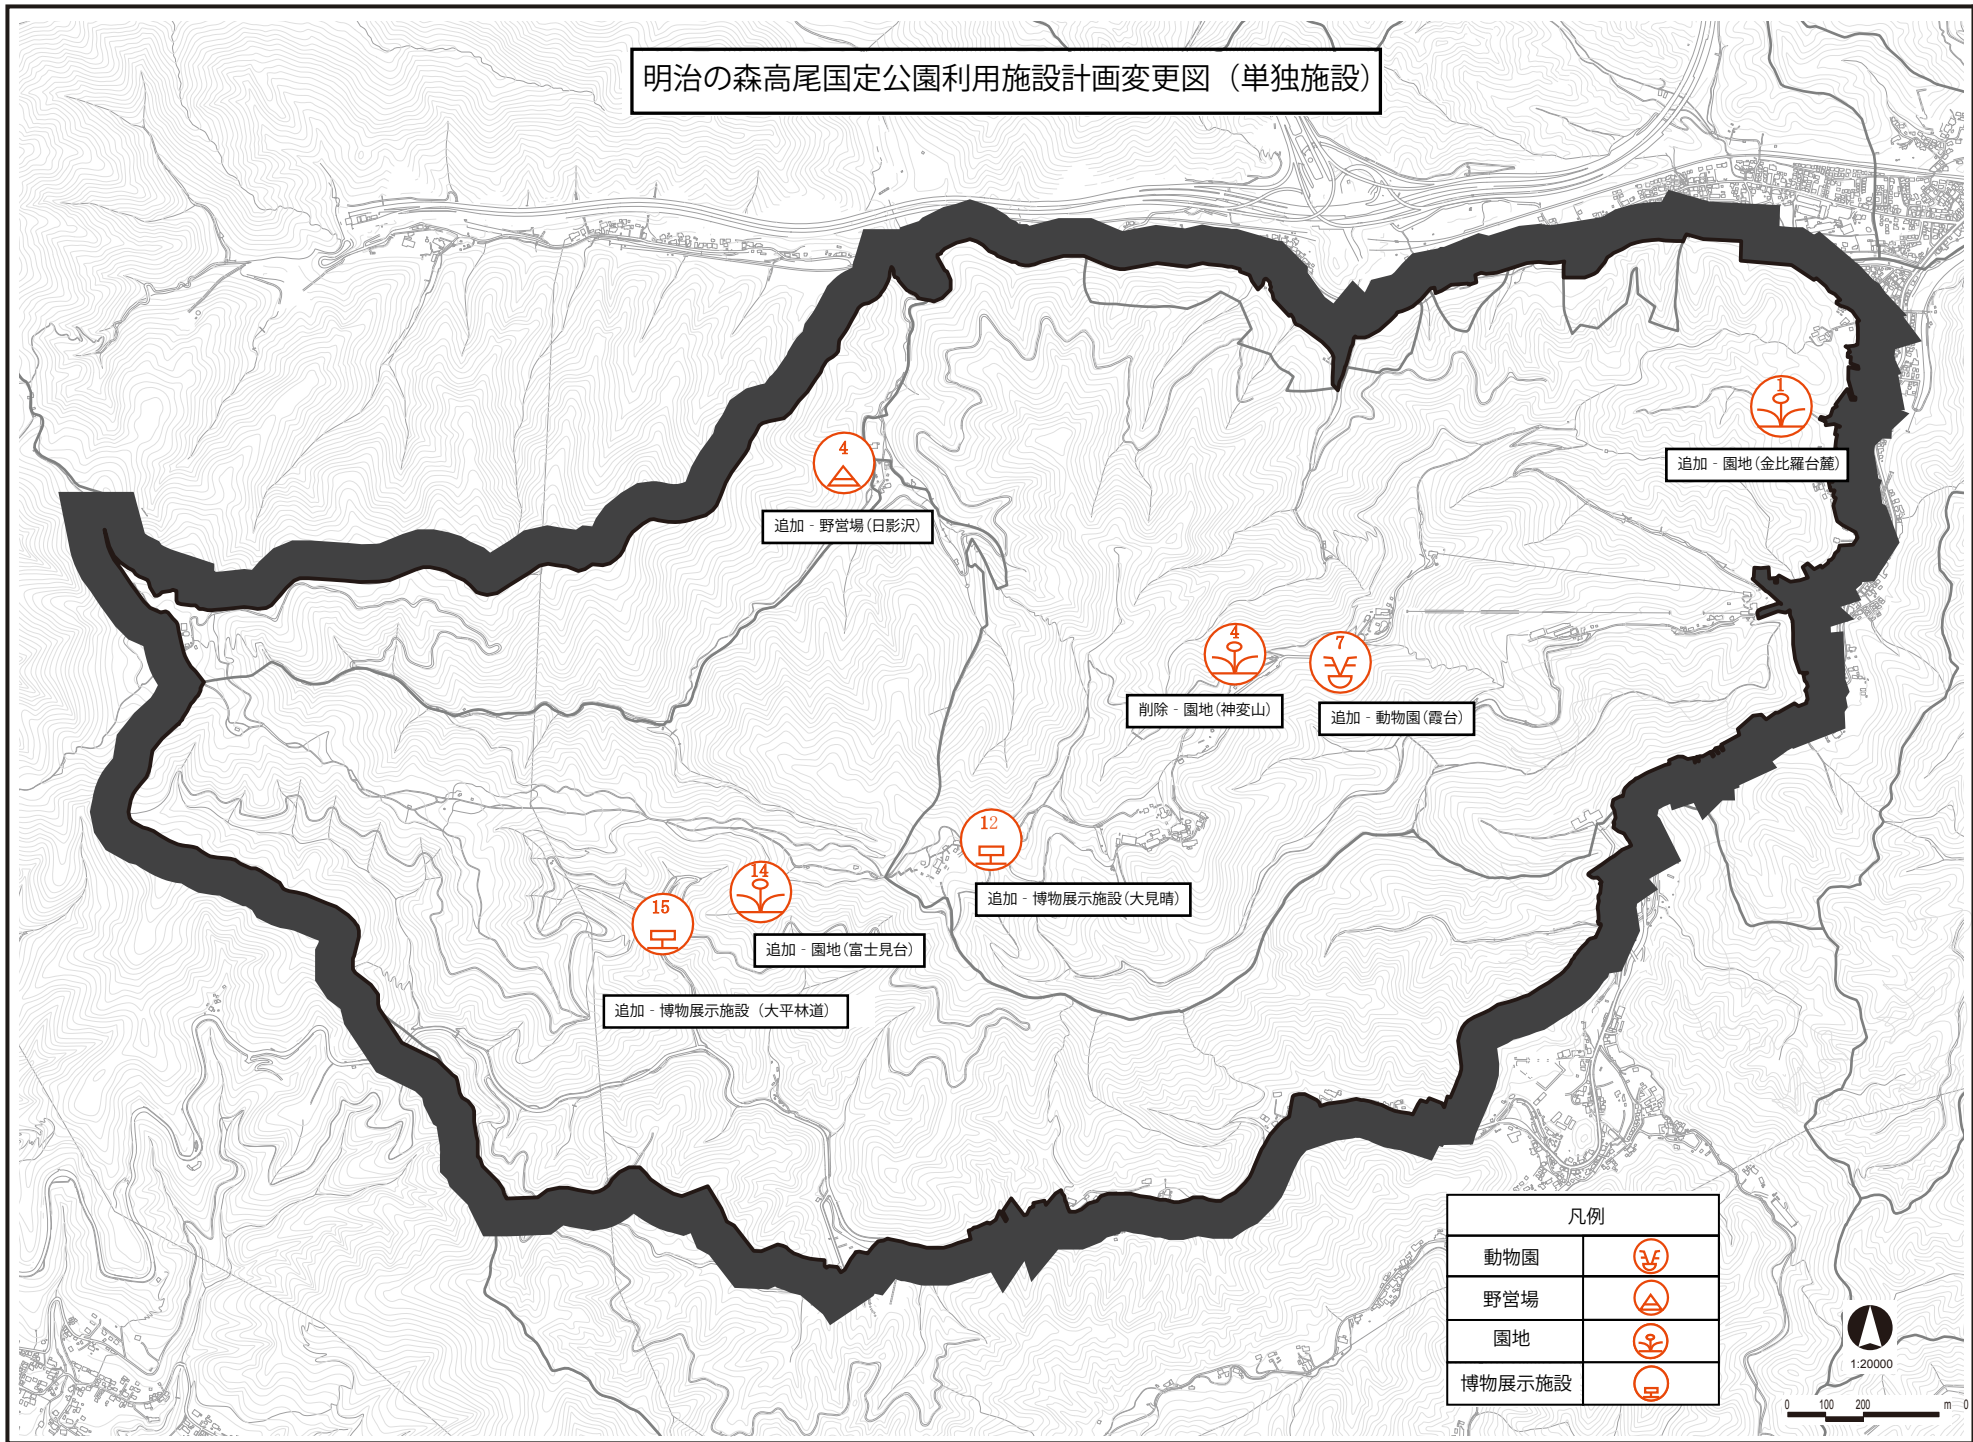 明治の森高尾国定公園利用施設計画変更図（単独施設）
1
追加 - 園地(金比羅台麓)
4
追加 - 野営場(日影沢)
4
削除 - 園地(神変山)
7
追加 - 動物園(霞台)
12
追加 - 博物展示施設(大見晴)
14
追加 - 園地(富士見台)
15
追加 - 博物展示施設（大平林道）
凡例
動物園
野営場
園地
博物展示施設
1:20000
0 100 200 m 0